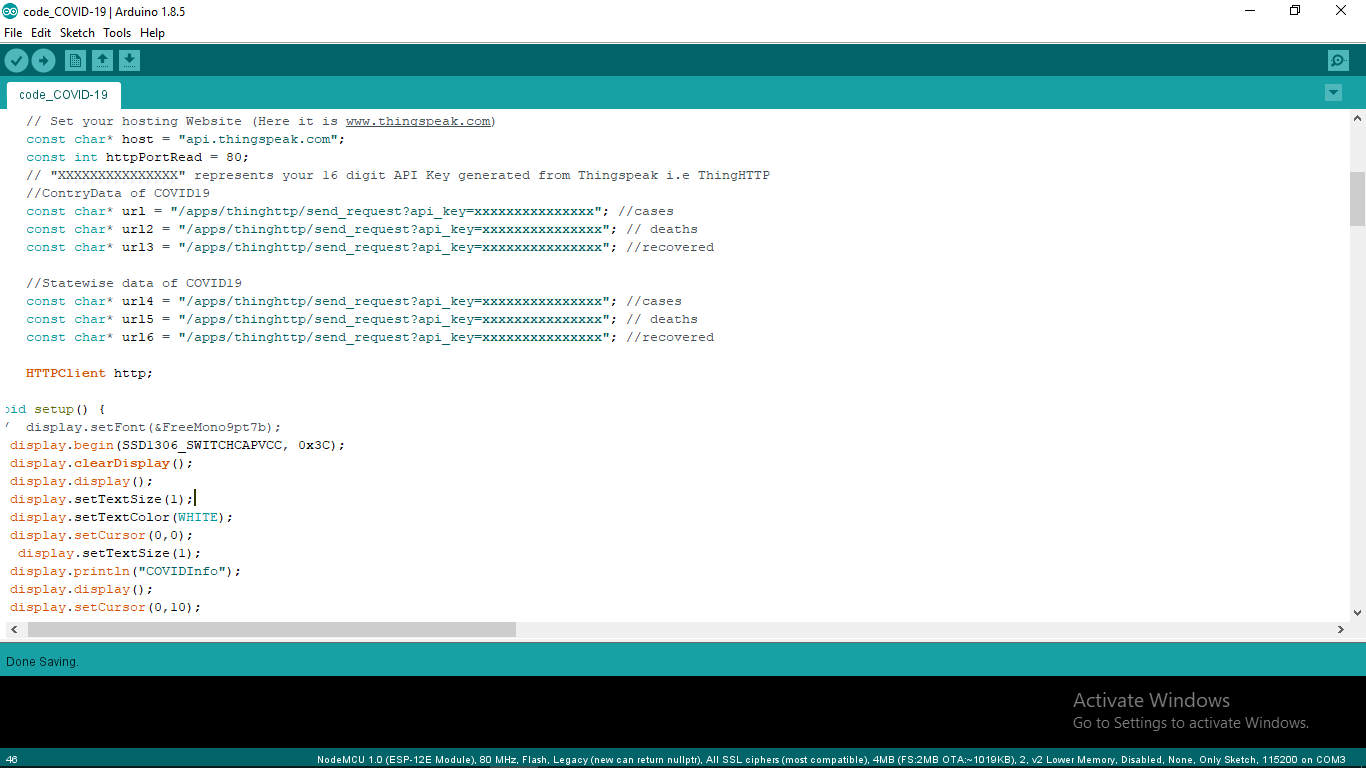 code_COVID-19 | Arduino 1.8.5
File Edit Sketch Tools Help
code_COVID-19
// Set your hosting Website (Here it is www.thingspeak.com)
const char* host = "api.thingspeak.com";
const int httpPortRead = 80;
// "XXXXXXXXXXXXXXX" represents your 16 digit API Key generated from Thingspeak i.e ThingHTTP
//ContryData of COVID19
const char* url = "/apps/thinghttp/send_request?api_key=xxxxxxxxxxxxxxx"; //cases
const char* url2 = "/apps/thinghttp/send_request?api_key=xxxxxxxxxxxxxxx"; // deaths
const char* url3 = "/apps/thinghttp/send_request?api_key=xxxxxxxxxxxxxxx"; //recovered
//Statewise data of COVID19
const char* url4 = "/apps/thinghttp/send_request?api_key=xxxxxxxxxxxxxxx"; //cases
const char* url5 = "/apps/thinghttp/send_request?api_key=xxxxxxxxxxxxxxx"; // deaths
const char* url6 = "/apps/thinghttp/send_request?api_key=xxxxxxxxxxxxxxx"; //recovered
HTTPClient http;
oid setup() {
/  display.setFont(&FreeMono9pt7b);
display.begin(SSD1306_SWITCHCAPVCC, 0x3C);
display.clearDisplay();
display.display();
display.setTextSize(1);
display.setTextColor(WHITE);
display.setCursor(0,0);
display.setTextSize(1);
display.println("COVIDInfo");
display.display();
display.setCursor(0,10);
Done Saving.
Activate Windows
Go to Settings to activate Windows.
46 NodeMCU 1.0 (ESP-12E Module), 80 MHz, Flash, Legacy (new can return nullptr), All SSL ciphers (most compatible), 4MB (FS:2MB OTA:~1019KB), 2, v2 Lower Memory, Disabled, None, Only Sketch, 115200 on COM3